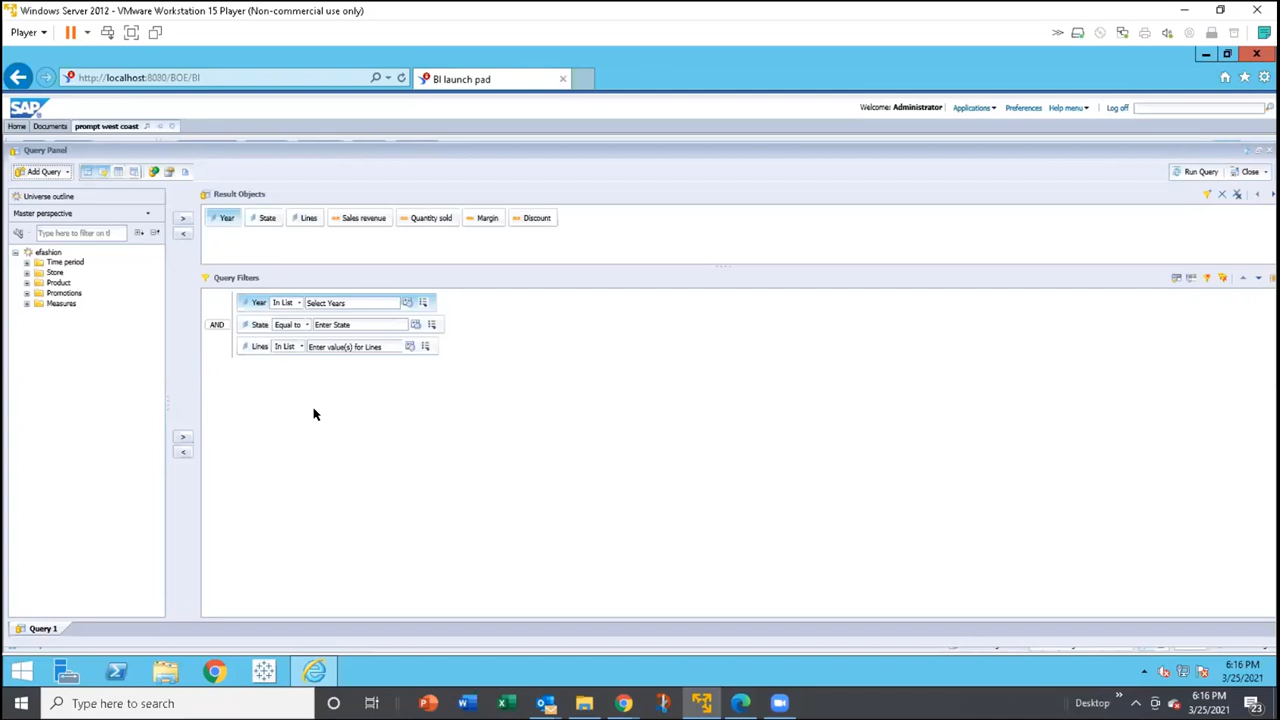 Windows Server 2012 - VMware Workstation 15 Player (Non-commercial use only)
Player
http://localhost:8080/BOE/BI
BI launch pad
SAP
Welcome: Administrator
Applications
Preferences
Help menu
Log off
Home
Documents
prompt west coast
Query Panel
Add Query
Run Query
Close
Universe outline
Master perspective
Type here to filter on tl
efashion
Time period
Store
Product
Promotions
Measures
Result Objects
Year
State
Lines
Sales revenue
Quantity sold
Margin
Discount
Query Filters
Year In List Select Years
AND
State Equal to Enter State
Lines In List Enter value(s) for Lines
Query 1
6:16 PM
3/25/2021
Type here to search
Desktop
6:16 PM
3/25/2021
23